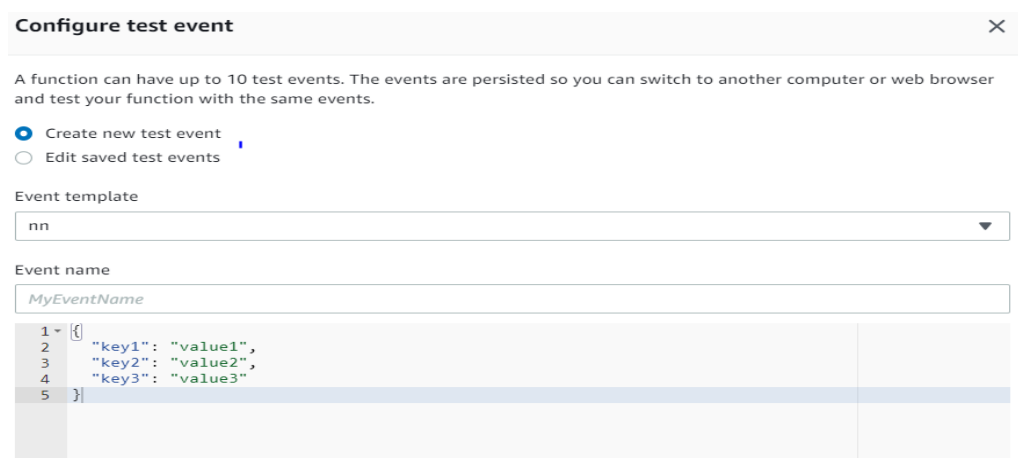 Configure test event
A function can have up to 10 test events. The events are persisted so you can switch to another computer or web browser
and test your function with the same events.
Create new test event
Edit saved test events
Event template
nn
Event name
MyEventName
1 {
2 "key1": "value1",
3 "key2": "value2",
4 "key3": "value3"
5 }